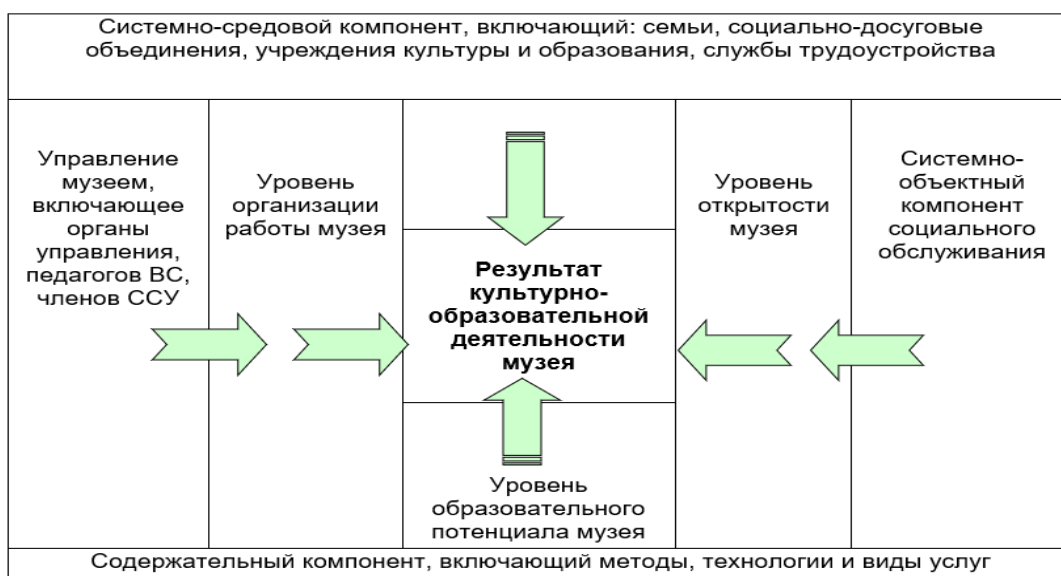 Системно-средовой компонент, включающий: семьи, социально-досуговые
объединения, учреждения культуры и образования, службы трудоустройства
Управление
музеем,
включающее
органы
управления,
педагогов ВС,
членов ССУ
Уровень
организации
работы музея
Результат
культурно-
образовательной
деятельности
музея
Уровень
образовательного
потенциала музея
Уровень
открытости
музея
Системно-
объектный
компонент
социального
обслуживания
Содержательный компонент, включающий методы, технологии и виды услуг